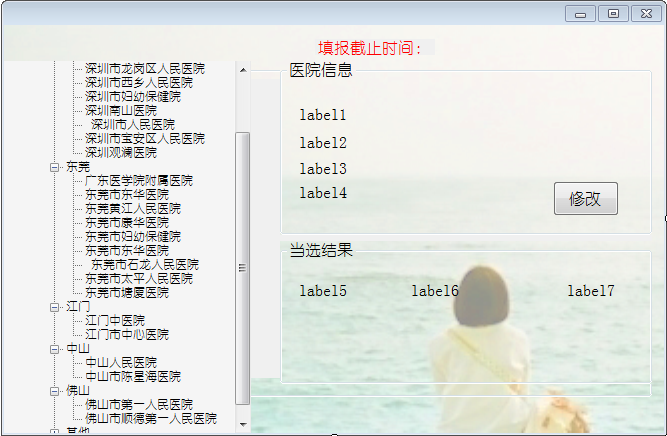 填报截止时间:
深圳市龙岗区人民医院
深圳市西乡人民医院
深圳市妇幼保健院
深圳南山医院
深圳市人民医院
深圳市宝安区人民医院
深圳观澜医院
东莞
广东医学院附属医院
东莞市东华医院
东莞黄江人民医院
东莞市康华医院
东莞市妇幼保健院
东莞市东华医院
东莞市石龙人民医院
东莞市太平人民医院
东莞市塘厦医院
江门
江门中医院
江门市中心医院
中山
中山人民医院
中山市陈星海医院
佛山
佛山市第一人民医院
佛山市顺德第一人民医院
其他
医院信息
label1
label2
label3
label4
修改
当选结果
label5 label6 label7